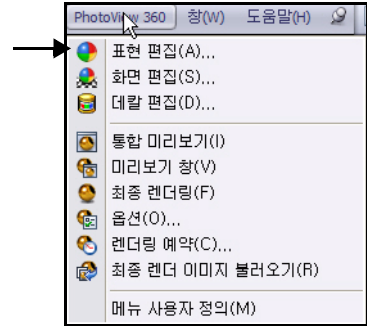 PhotoView 360 창(W) 도움말(H)
표현 편집(A)...
화면 편집(S)...
데칼 편집(D)...
통합 미리보기(I)
미리보기 창(V)
최종 렌더링(F)
옵션(O)...
렌더링 예약(C)...
최종 렌더 이미지 불러오기(R)
메뉴 사용자 정의(M)